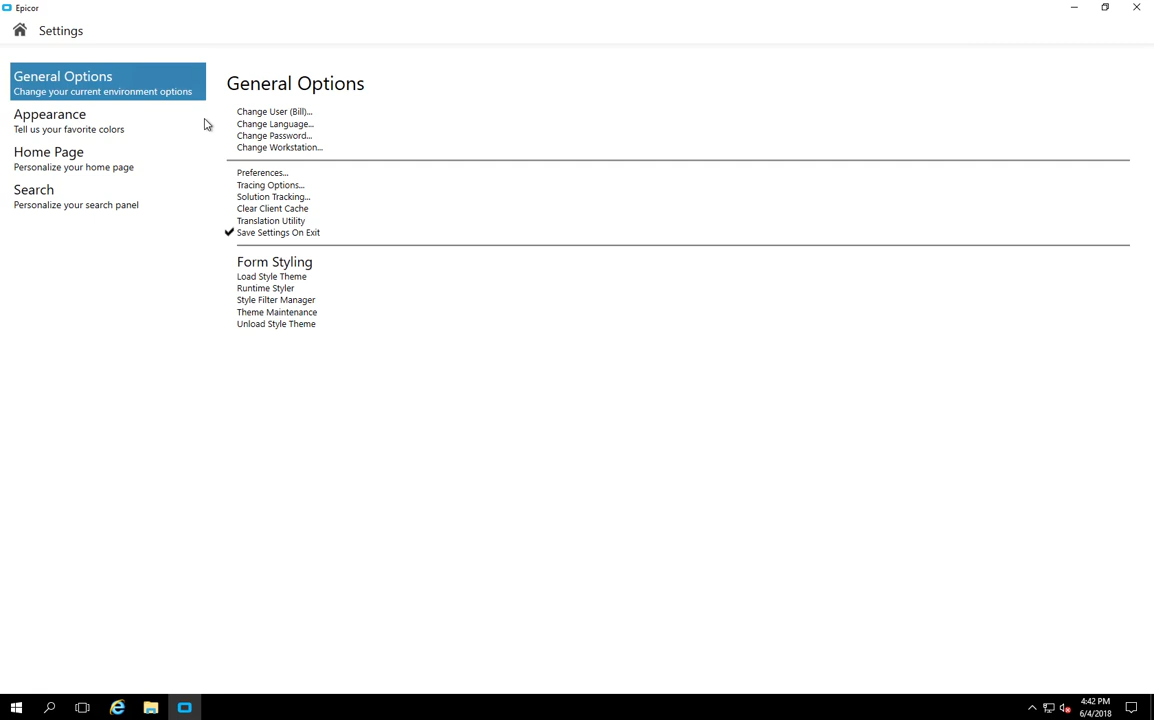 Epicor
Settings
General Options
Change your current environment options
Appearance
Tell us your favorite colors
Home Page
Personalize your home page
Search
Personalize your search panel
General Options
Change User (Bill)...
Change Language...
Change Password...
Change Workstation...
Preferences...
Tracing Options...
Solution Tracking...
Clear Client Cache
Translation Utility
Save Settings On Exit
Form Styling
Load Style Theme
Runtime Styler
Style Filter Manager
Theme Maintenance
Unload Style Theme
4:42 PM
6/4/2018